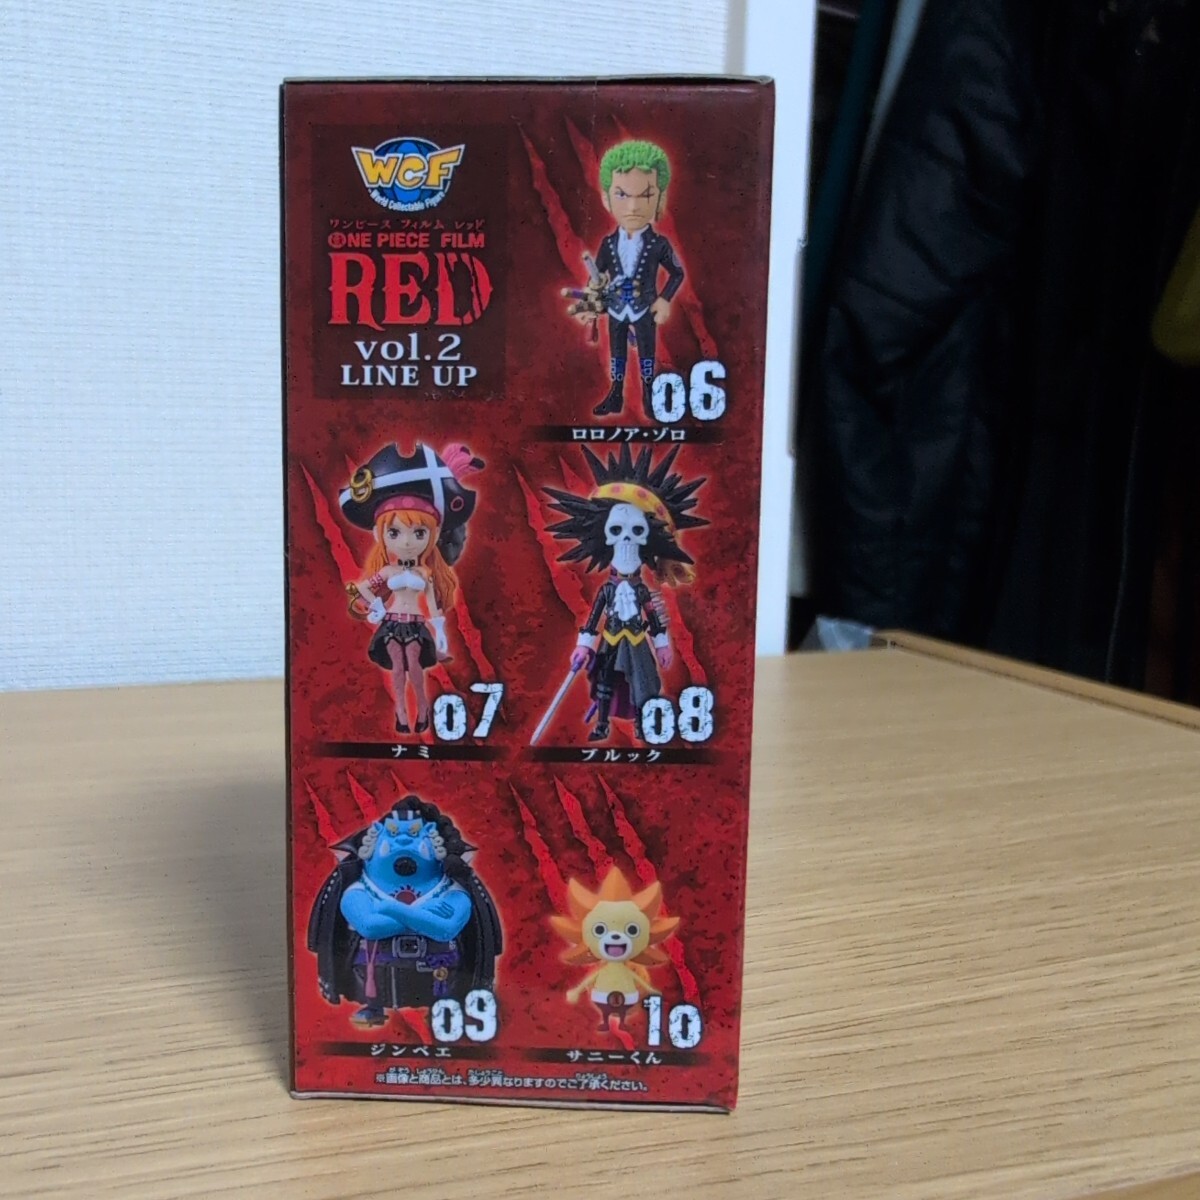 WCF
World Collectable Figure
ワンピース フィルム レッド
ONE PIECE FILM
RED
vol.2
LINE UP
06
ロロノア・ゾロ
07
ナミ
08
ブルック
09
ジンベエ
10
サニーくん
※画像と商品とは、多少異なりますのでご了承ください。